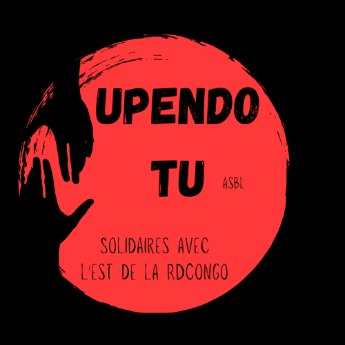 UPENDO
TU ASBL
SOLIDAIRES AVEC
L'EST DE LA RDCONGO